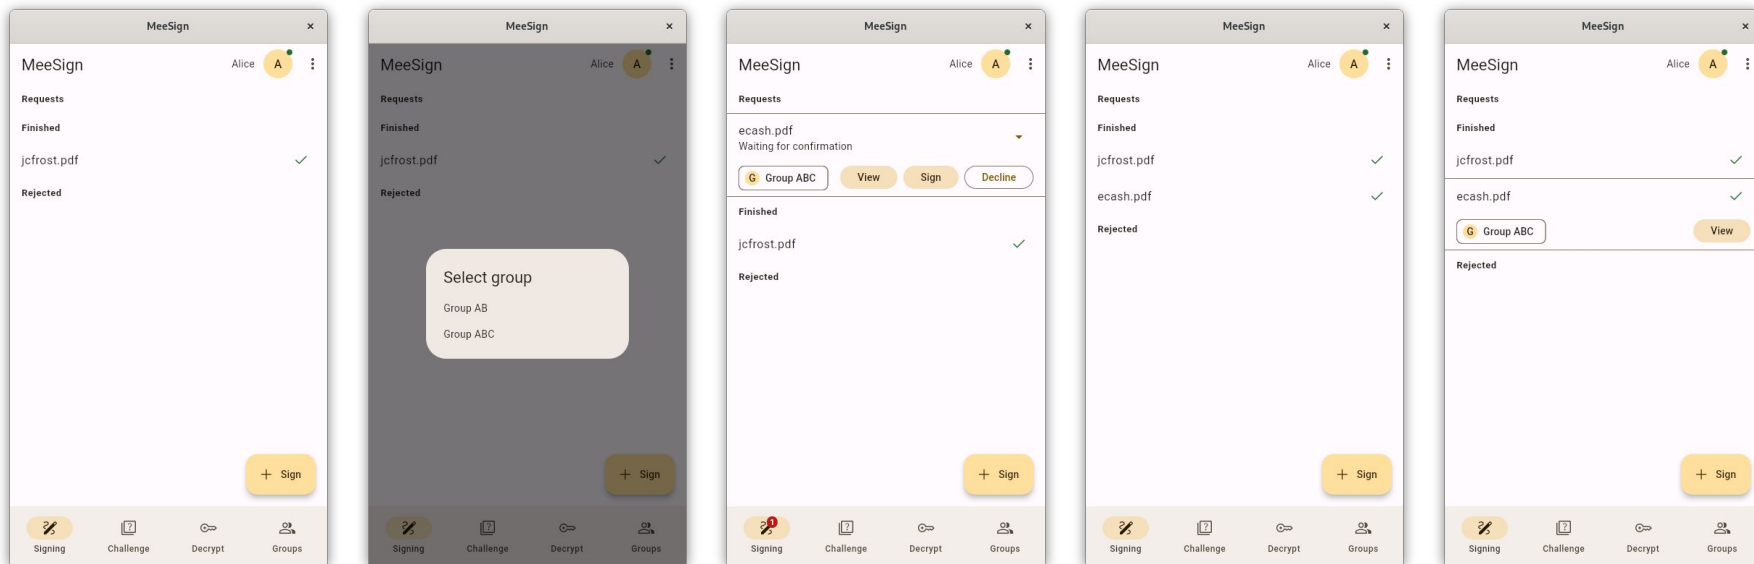 MeeSign ×
MeeSign Alice A
Requests
Finished
jcfrost.pdf
Rejected
+ Sign
Signing Challenge Decrypt Groups
MeeSign ×
MeeSign Alice A
Requests
Finished
jcfrost.pdf
Rejected
Select group
Group AB
Group ABC
+ Sign
Signing Challenge Decrypt Groups
MeeSign ×
MeeSign Alice A
Requests
ecash.pdf
Waiting for confirmation
G Group ABC View Sign Decline
Finished
jcfrost.pdf
Rejected
+ Sign
1
Signing Challenge Decrypt Groups
MeeSign ×
MeeSign Alice A
Requests
Finished
jcfrost.pdf
ecash.pdf
Rejected
+ Sign
Signing Challenge Decrypt Groups
MeeSign ×
MeeSign Alice A
Requests
Finished
jcfrost.pdf
ecash.pdf
G Group ABC View
Rejected
+ Sign
Signing Challenge Decrypt Groups